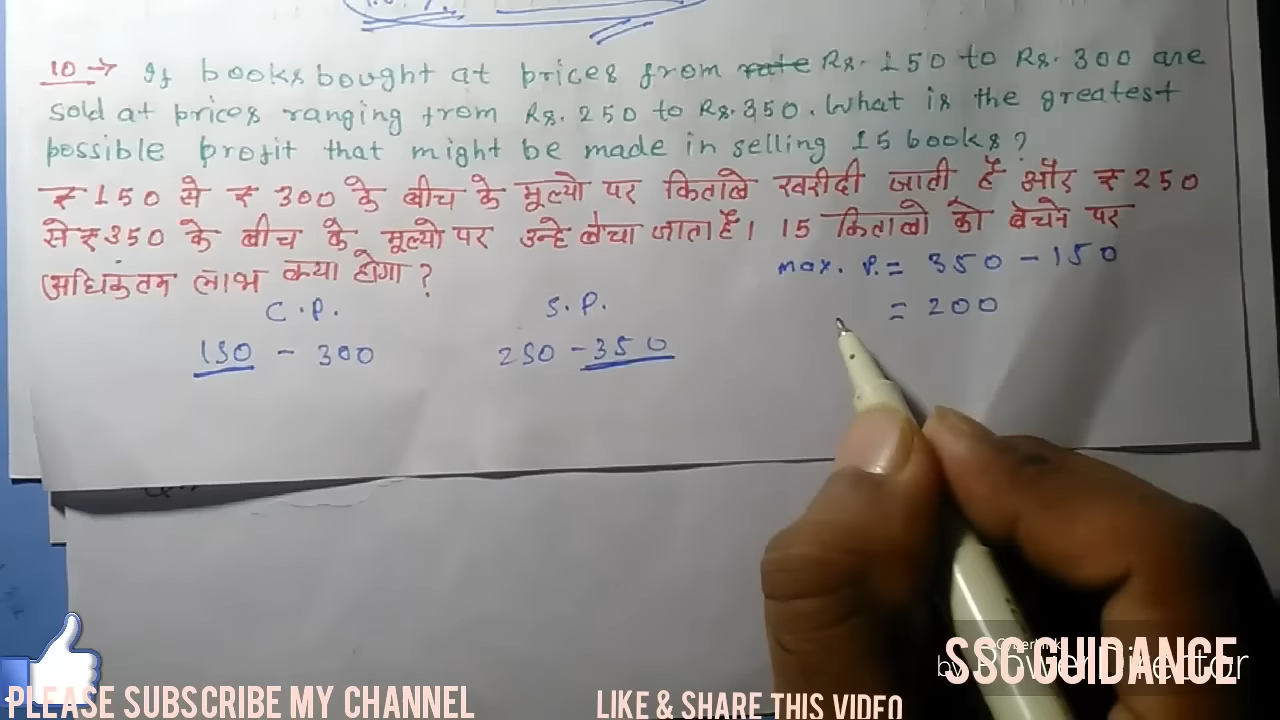 10 → If books bought at prices from rate Rs. 150 to Rs. 300 are
sold at prices ranging from Rs. 250 to Rs. 350. What is the greatest
possible profit that might be made in selling 15 books?
₹ 150 से ₹ 300 के बीच के मूल्यो पर किताबे खरीदी जाती है और ₹ 250
से ₹ 350 के बीच के मूल्यो पर उन्हे बेचा जाता है। 15 किताबो को बेचने पर
अधिकतम लाभ क्या होगा?
max. P. = 350 - 150
= 200
C.P. S.P.
150 - 300 250 - 350
SSCGUIDANCE
by PowerDirector
PLEASE SUBSCRIBE MY CHANNEL
LIKE & SHARE THIS VIDEO